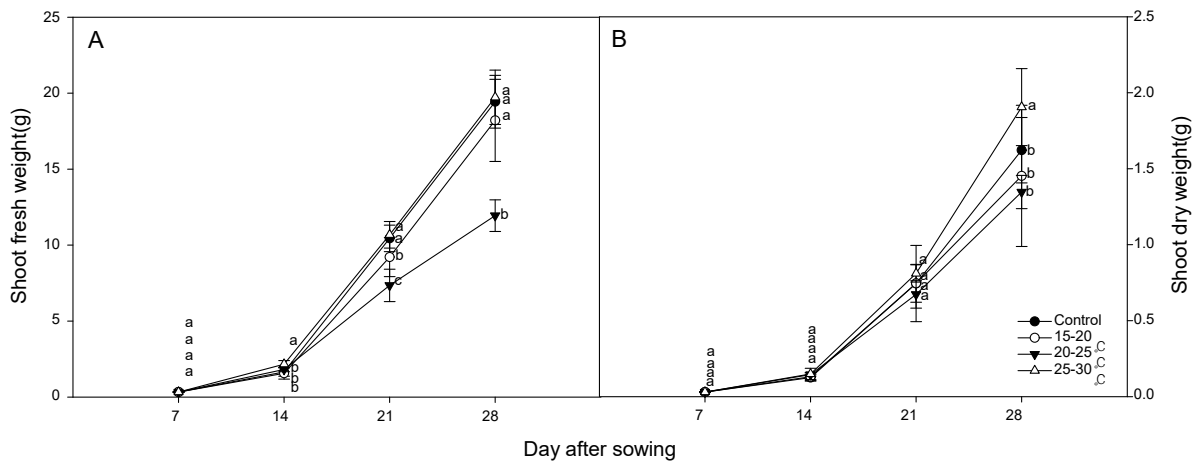 A
B
Shoot fresh weight(g)
25
20
15
10
5
0
a
a
a
a
a
b
b
b
a
a
b
c
a
a
a
b
7
14
21
28
a
a
a
a
a
a
a
a
a
a
a
a
a
b
b
b
7
14
21
28
Control
15-20
20-25 °C
25-30 °C
°C
2.5
2.0
1.5
1.0
0.5
0.0
Shoot dry weight(g)
Day after sowing